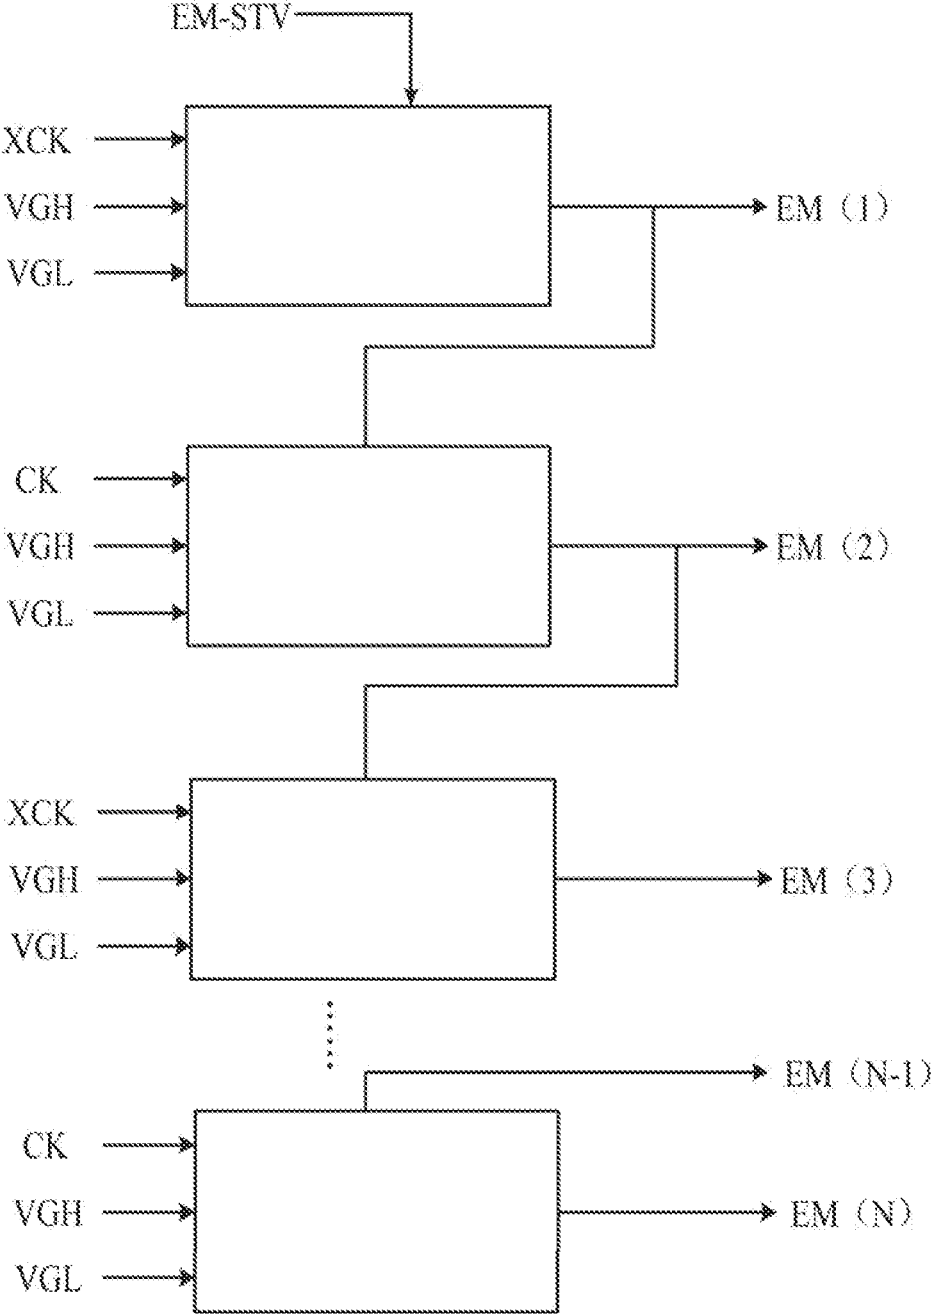 EM-STV
XCK
VGH
EM（1）
VGL
CK
VGH
EM（2）
VGL
XCK
VGH
EM（3）
VGL
EM（N-1）
CK
VGH
EM（N）
VGL